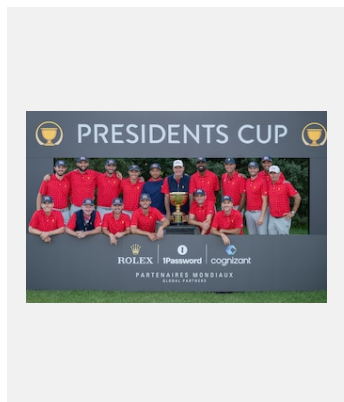 PRESIDENTS CUP
ROLEX
1Password
cognizant
PARTENAIRES MONDIAUX
GLOBAL PARTNERS